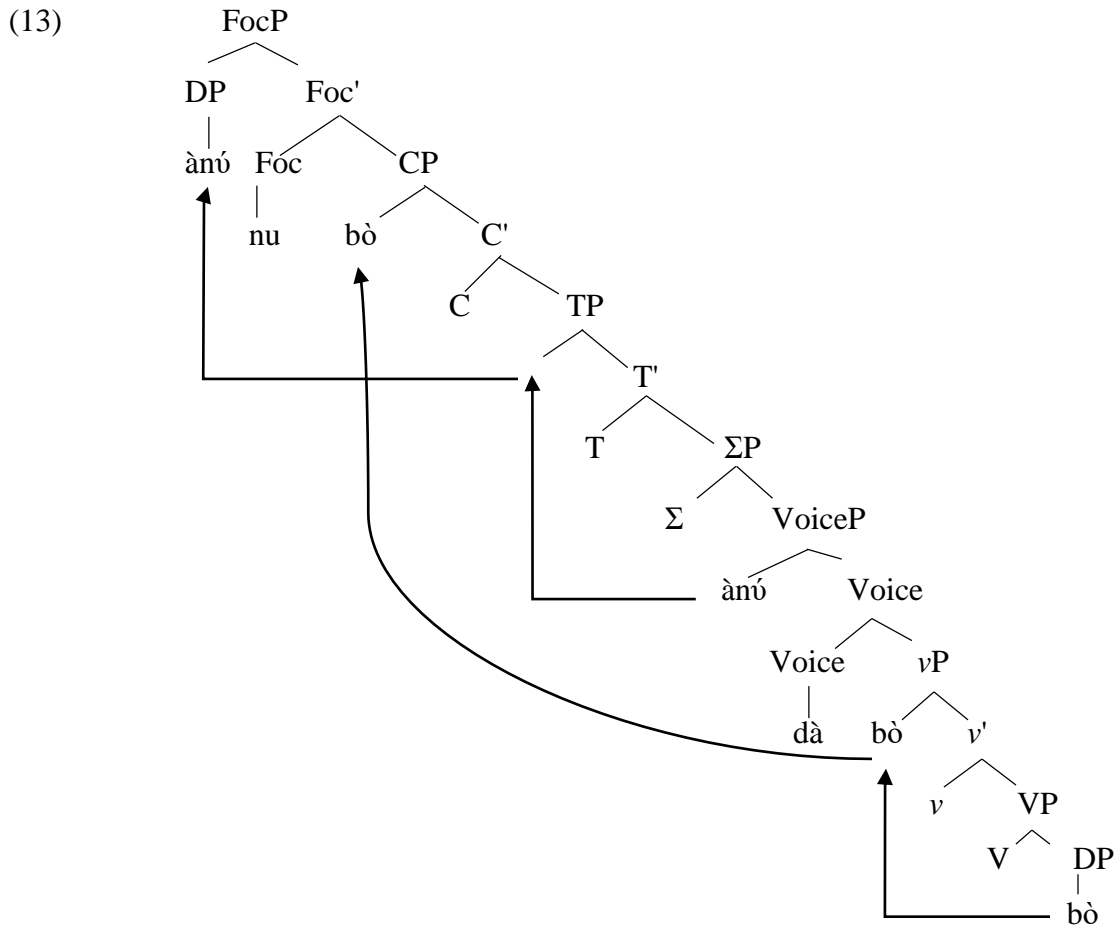 (13) FocP
DP Foc'
ànʊ́ Foc CP
nu bò C'
C TP
T'
T ΣP
Σ VoiceP
ànʊ́ Voice
Voice vP
dà bò v'
v VP
V DP
bò